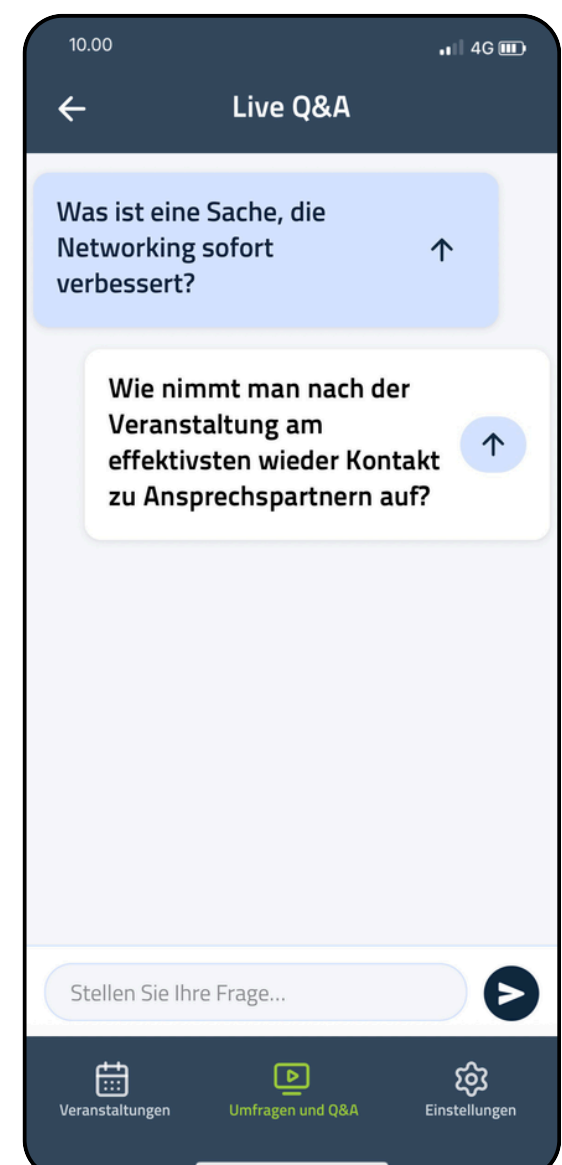 10.00
4G
Live Q&A
Was ist eine Sache, die
Networking sofort
verbessert?
Wie nimmt man nach der
Veranstaltung am
effektivsten wieder Kontakt
zu Ansprechspartnern auf?
Stellen Sie Ihre Frage...
Veranstaltungen
Umfragen und Q&A
Einstellungen